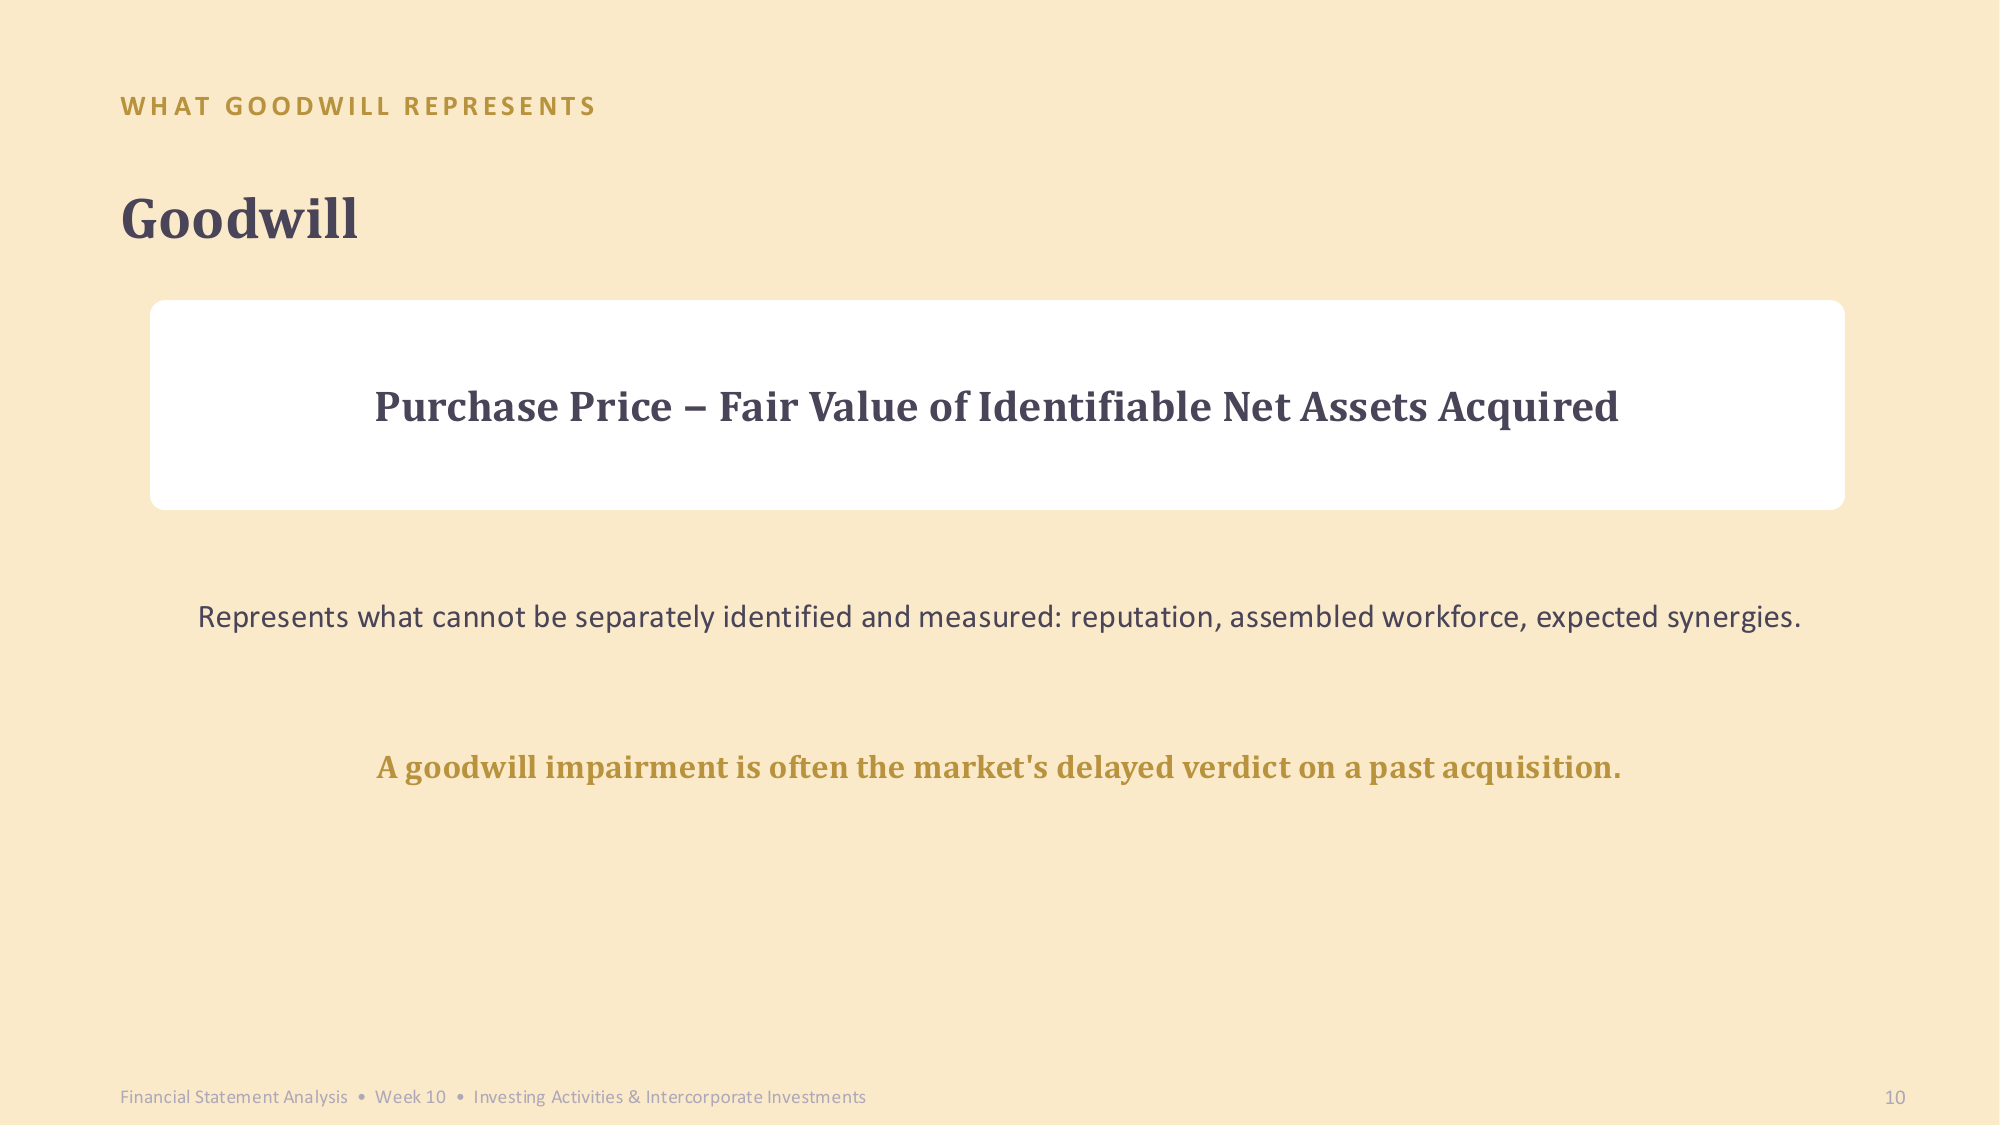 WHAT GOODWILL REPRESENTS
Goodwill
Purchase Price – Fair Value of Identifiable Net Assets Acquired
Represents what cannot be separately identified and measured: reputation, assembled workforce, expected synergies.
A goodwill impairment is often the market's delayed verdict on a past acquisition.
Financial Statement Analysis • Week 10 • Investing Activities & Intercorporate Investments
10